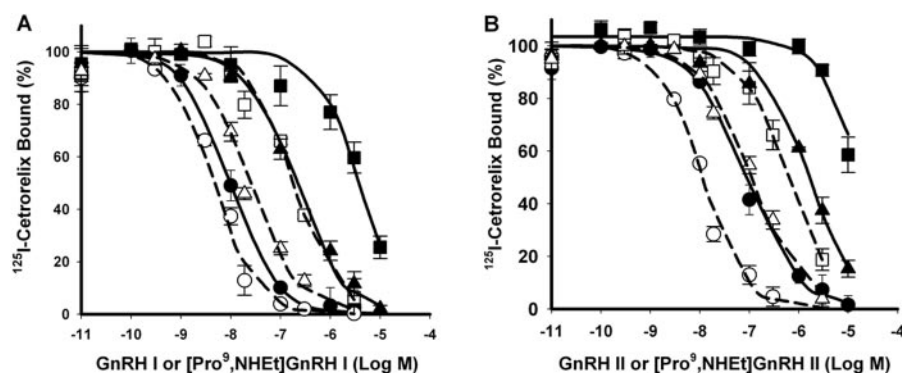 A
¹²⁵I-Cetrorelix Bound (%)
100
80
60
40
20
0
-11 -10 -9 -8 -7 -6 -5 -4
GnRH I or [Pro⁹,NHEt]GnRH I (Log M)
B
¹²⁵I-Cetrorelix Bound (%)
100
80
60
40
20
0
-11 -10 -9 -8 -7 -6 -5 -4
GnRH II or [Pro⁹,NHEt]GnRH II (Log M)